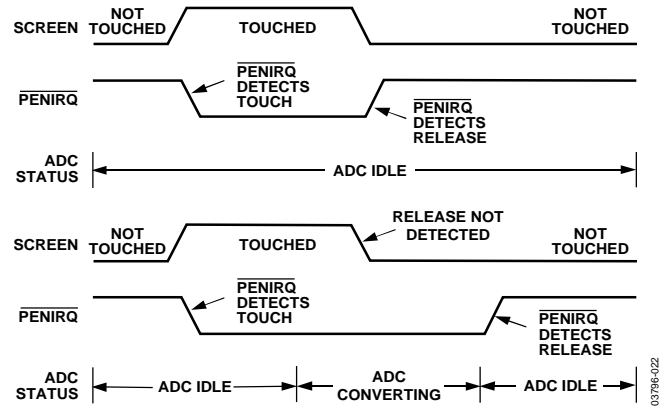 SCREEN
NOT
TOUCHED
TOUCHED
NOT
TOUCHED
PENIRQ
PENIRQ
DETECTS
TOUCH
PENIRQ
DETECTS
RELEASE
ADC
STATUS
ADC IDLE
SCREEN
NOT
TOUCHED
TOUCHED
RELEASE NOT
DETECTED
NOT
TOUCHED
PENIRQ
PENIRQ
DETECTS
TOUCH
PENIRQ
DETECTS
RELEASE
ADC
STATUS
ADC IDLE
ADC
CONVERTING
ADC IDLE
03796-022